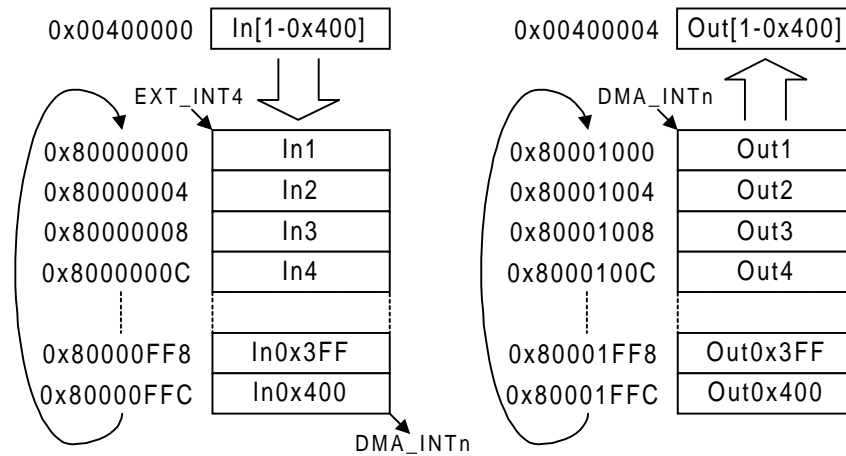 0x00400000 In[1-0x400]
EXT_INT4
0x80000000 In1
0x80000004 In2
0x80000008 In3
0x8000000C In4
0x80000FF8 In0x3FF
0x80000FFC In0x400
DMA_INTn
0x00400004 Out[1-0x400]
DMA_INTn
0x80001000 Out1
0x80001004 Out2
0x80001008 Out3
0x8000100C Out4
0x80001FF8 Out0x3FF
0x80001FFC Out0x400